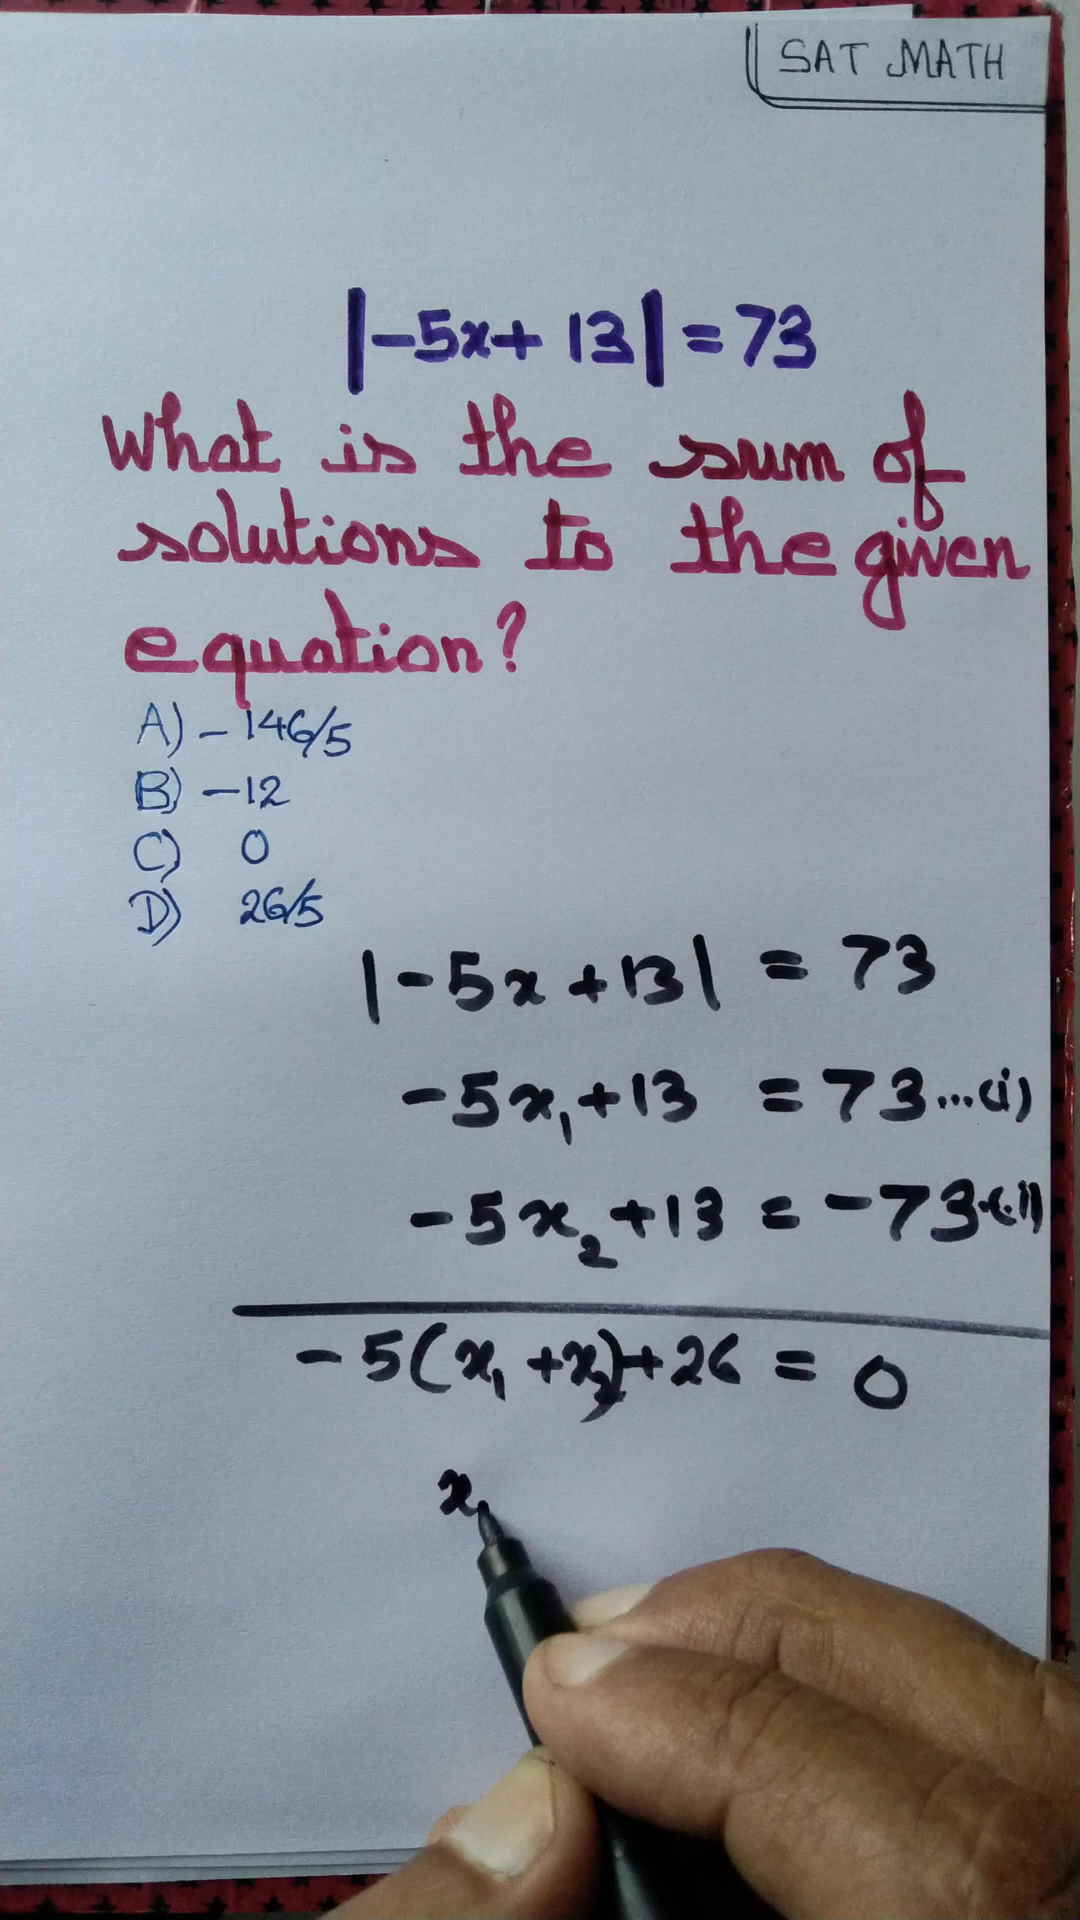 SAT MATH
|-5x+ 13|=73
What is the sum of
solutions to the given
equation?
A) - 146/5
B) -12
C) 0
D) 26/5
|-5x+13| = 73
-5x₁+13 = 73...(i)
-5x₂+13 = -73..(ii)
-5(x₁+x₂)+26 = 0
x₁